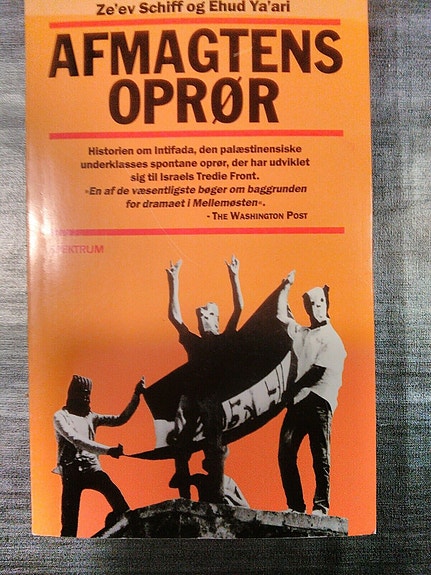 Ze'ev Schiff og Ehud Ya'ari
AFMAGTENS
OPRØR
Historien om Intifada, den palæstinensiske
underklasses spontane oprør, der har udviklet
sig til Israels Tredie Front.
»En af de væsentligste bøger om baggrunden
for dramaet i Mellemøsten«.
- THE WASHINGTON POST
SPEKTRUM